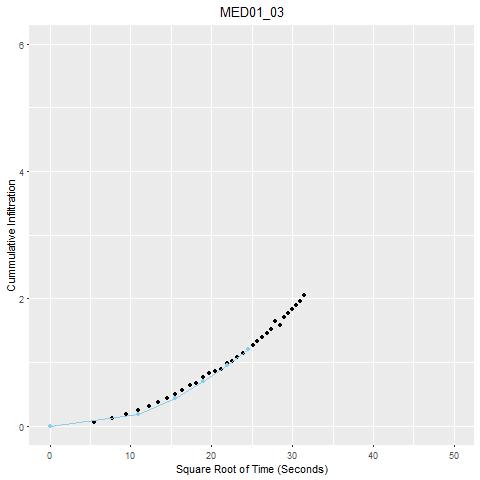 MED01_03
6
4
2
0
0 10 20 30 40 50
Cummulative Infiltration
Square Root of Time (Seconds)